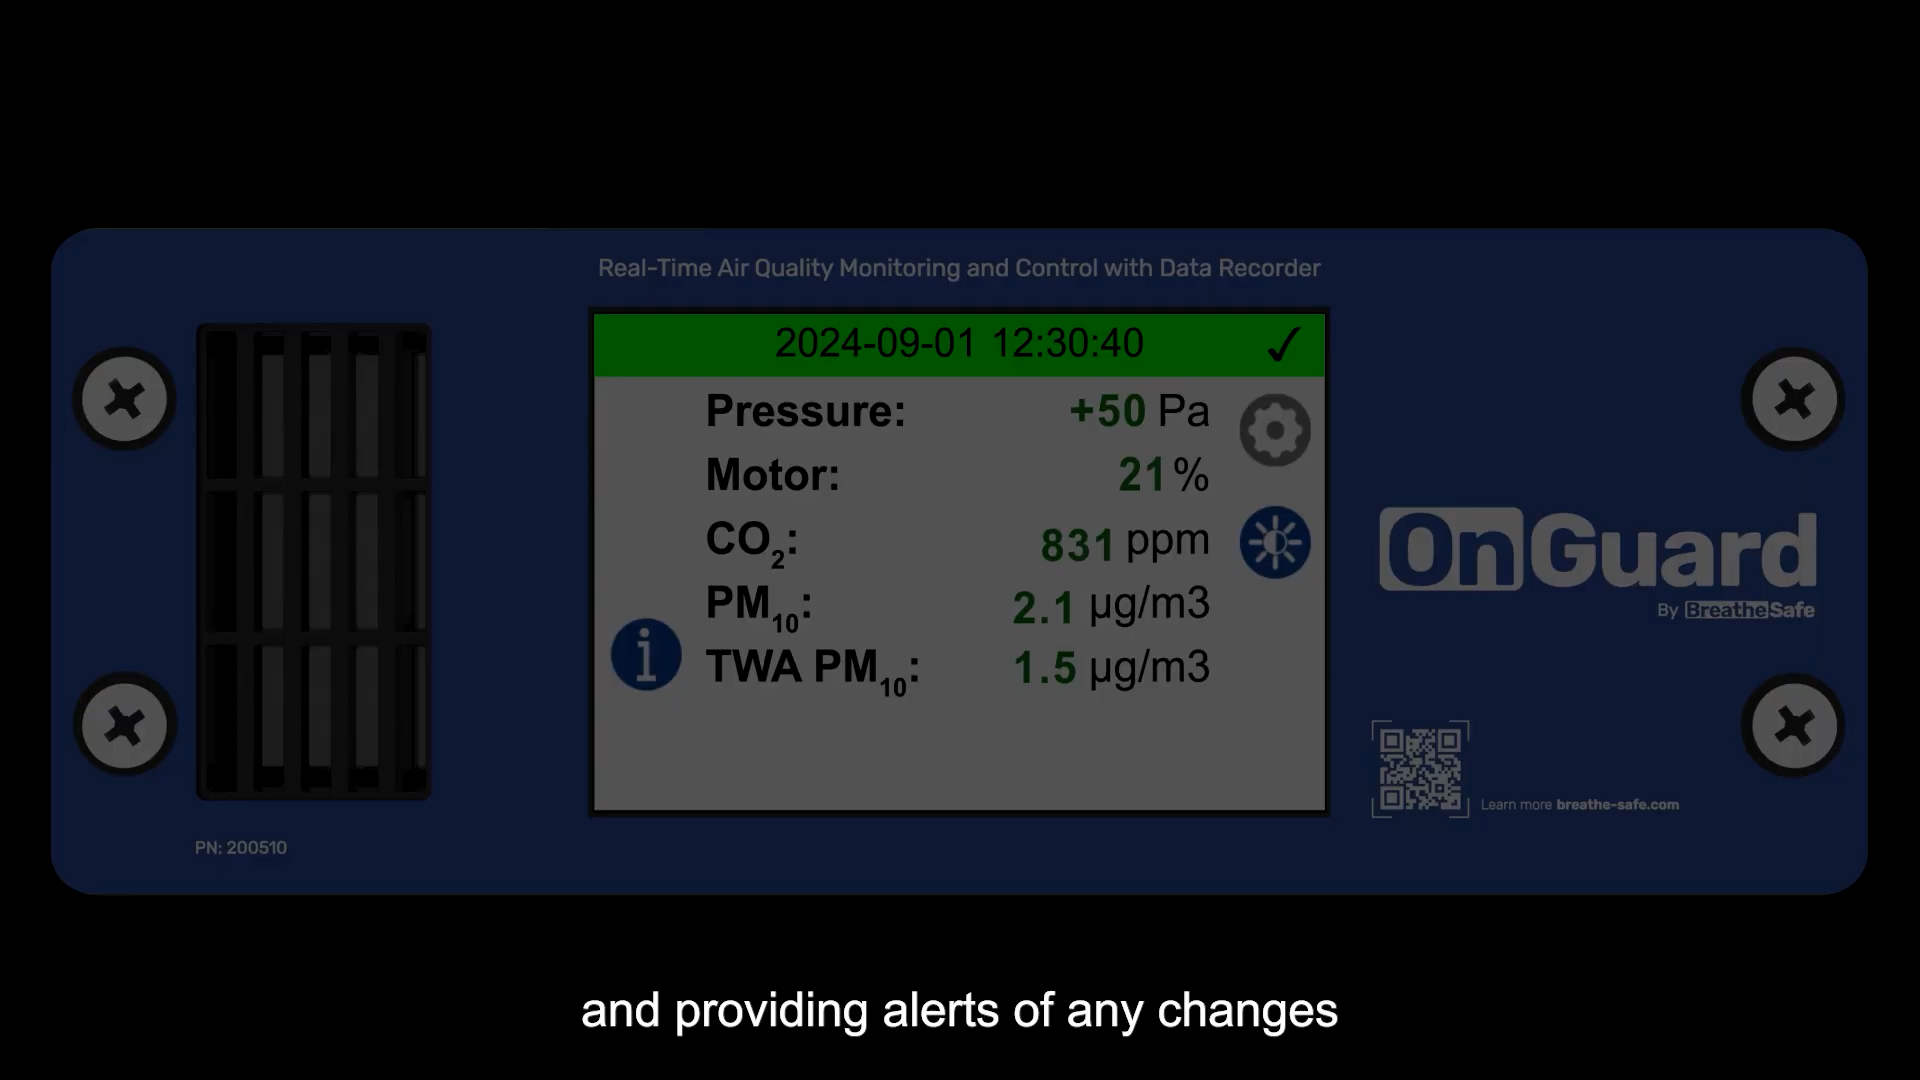 Real-Time Air Quality Monitoring and Control with Data Recorder
2024-09-01 12:30:40 ✓
Pressure: +50 Pa
Motor: 21 %
CO2: 831 ppm
PM10: 2.1 µg/m3
TWA PM10: 1.5 µg/m3
i
OnGuard
By BreatheSafe
Learn more breathe-safe.com
PN: 200510
and providing alerts of any changes